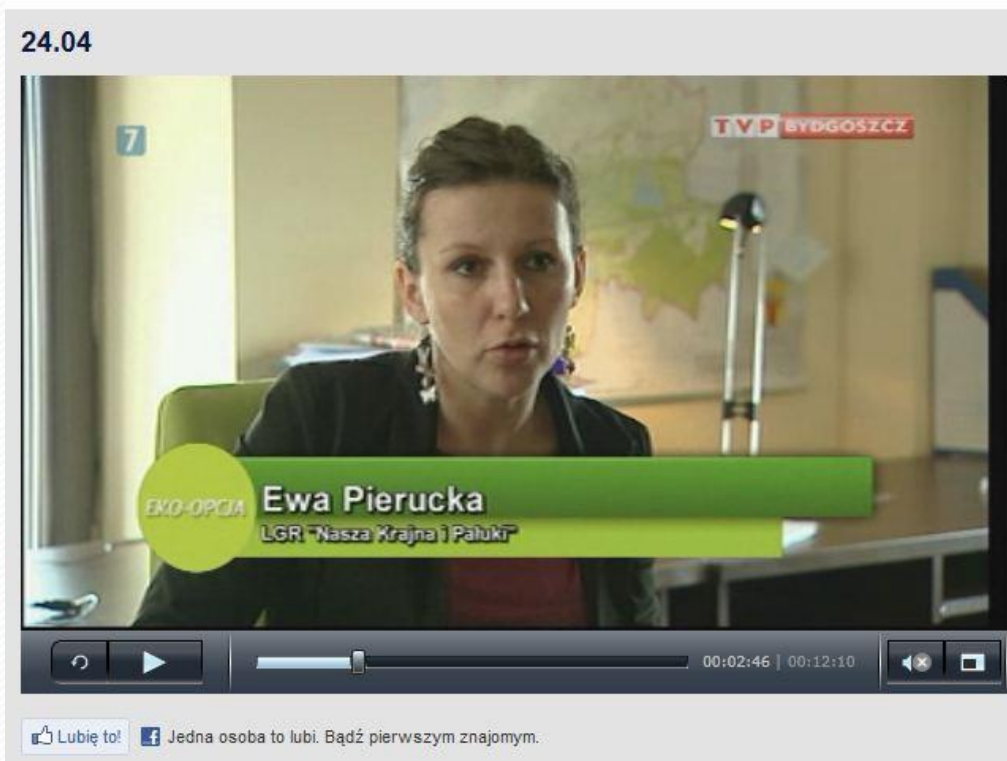 24.04
7
TVP BYDGOSZCZ
EKO-OPCJA
Ewa Pierucka
LGR "Nasza Krajna i Pałuki"
00:02:46 | 00:12:10
Lubię to!
Jedna osoba to lubi. Bądź pierwszym znajomym.